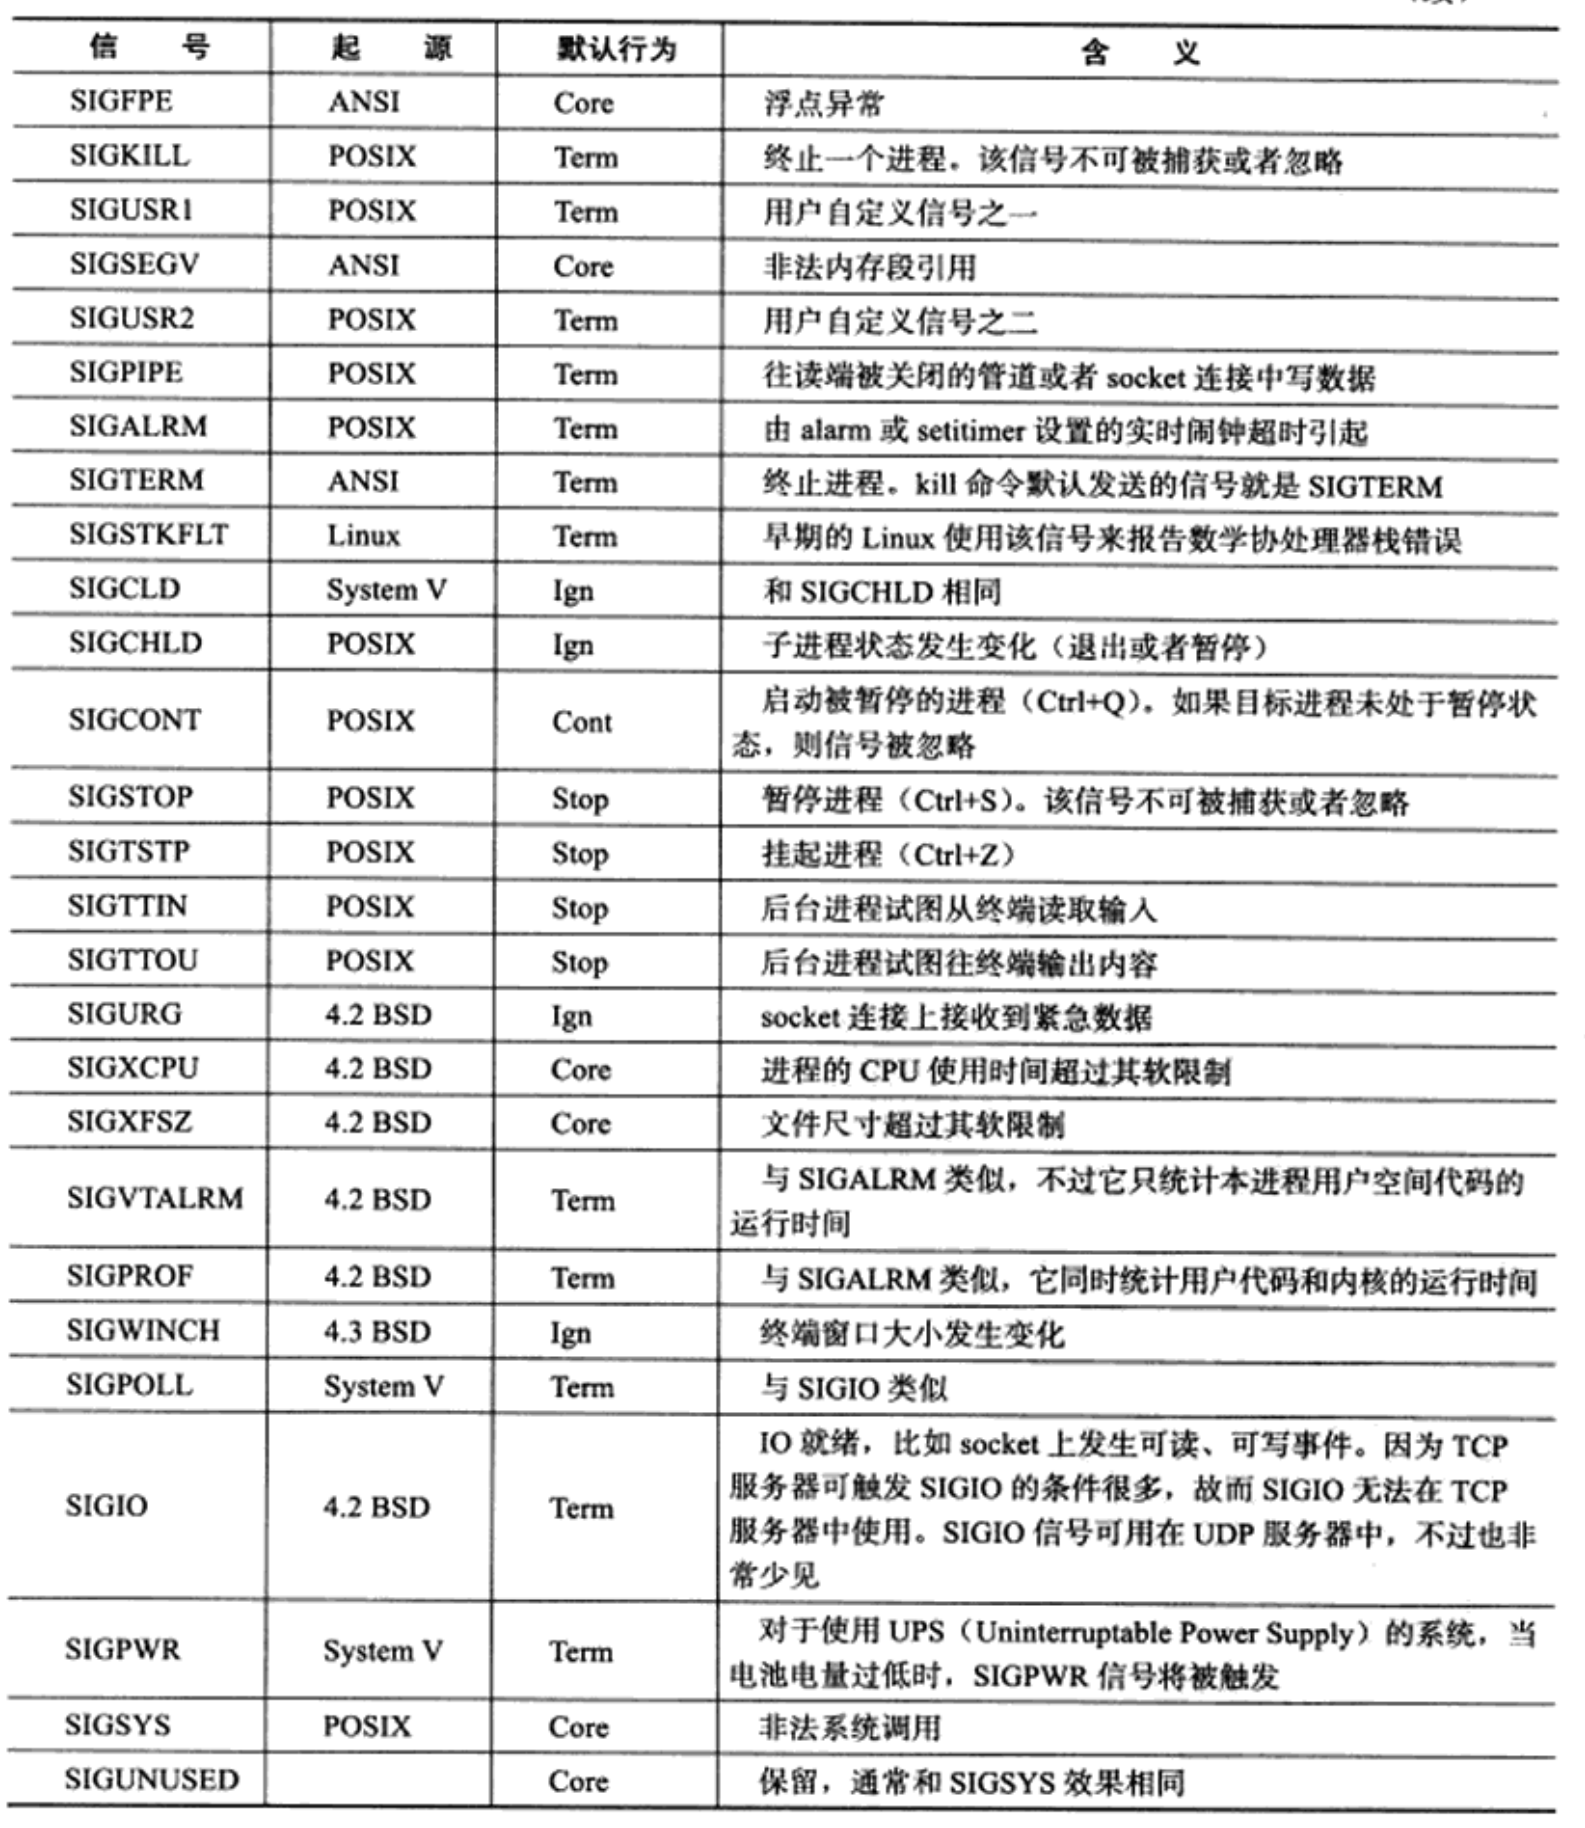 信 号 起 源 默认行为 含 义
SIGFPE ANSI Core 浮点异常
SIGKILL POSIX Term 终止一个进程。该信号不可被捕获或者忽略
SIGUSR1 POSIX Term 用户自定义信号之一
SIGSEGV ANSI Core 非法内存段引用
SIGUSR2 POSIX Term 用户自定义信号之二
SIGPIPE POSIX Term 往读端被关闭的管道或者 socket 连接中写数据
SIGALRM POSIX Term 由 alarm 或 setitimer 设置的实时闹钟超时引起
SIGTERM ANSI Term 终止进程。kill 命令默认发送的信号就是 SIGTERM
SIGSTKFLT Linux Term 早期的 Linux 使用该信号来报告数学协处理器栈错误
SIGCLD System V Ign 和 SIGCHLD 相同
SIGCHLD POSIX Ign 子进程状态发生变化（退出或者暂停）
SIGCONT POSIX Cont 启动被暂停的进程（Ctrl+Q）。如果目标进程未处于暂停状
态，则信号被忽略
SIGSTOP POSIX Stop 暂停进程（Ctrl+S）。该信号不可被捕获或者忽略
SIGTSTP POSIX Stop 挂起进程（Ctrl+Z）
SIGTTIN POSIX Stop 后台进程试图从终端读取输入
SIGTTOU POSIX Stop 后台进程试图往终端输出内容
SIGURG 4.2 BSD Ign socket 连接上接收到紧急数据
SIGXCPU 4.2 BSD Core 进程的 CPU 使用时间超过其软限制
SIGXFSZ 4.2 BSD Core 文件尺寸超过其软限制
SIGVTALRM 4.2 BSD Term 与 SIGALRM 类似，不过它只统计本进程用户空间代码的
运行时间
SIGPROF 4.2 BSD Term 与 SIGALRM 类似，它同时统计用户代码和内核的运行时间
SIGWINCH 4.3 BSD Ign 终端窗口大小发生变化
SIGPOLL System V Term 与 SIGIO 类似
SIGIO 4.2 BSD Term IO 就绪，比如 socket 上发生可读、可写事件。因为 TCP
服务器可触发 SIGIO 的条件很多，故而 SIGIO 无法在 TCP
服务器中使用。SIGIO 信号可用在 UDP 服务器中，不过也非
常少见
SIGPWR System V Term 对于使用 UPS（Uninterruptable Power Supply）的系统，当
电池电量过低时，SIGPWR 信号将被触发
SIGSYS POSIX Core 非法系统调用
SIGUNUSED Core 保留，通常和 SIGSYS 效果相同